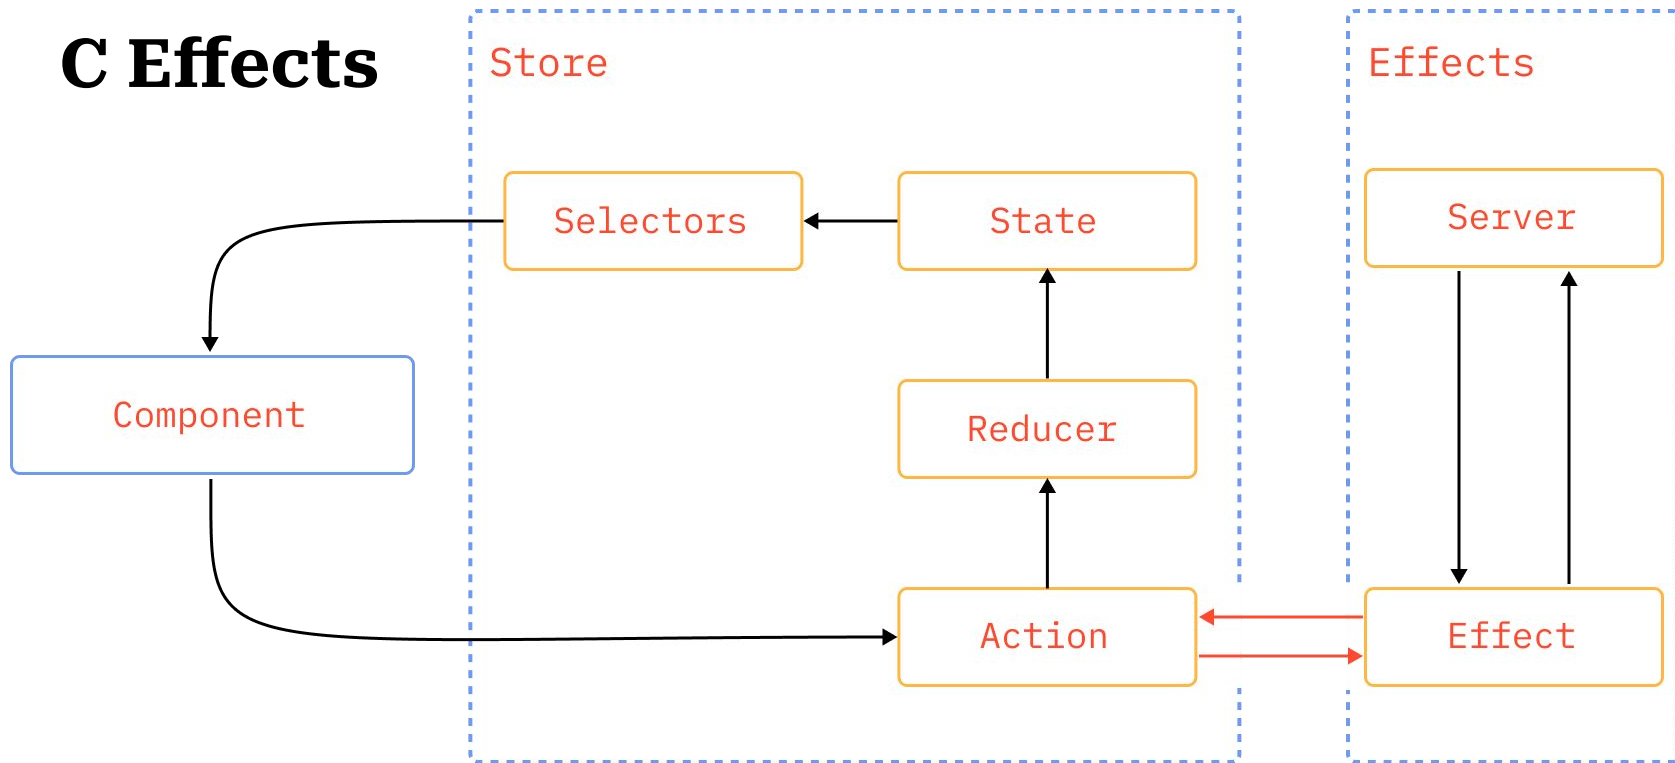 C Effects
Store
Effects
Selectors
State
Server
Component
Reducer
Action
Effect